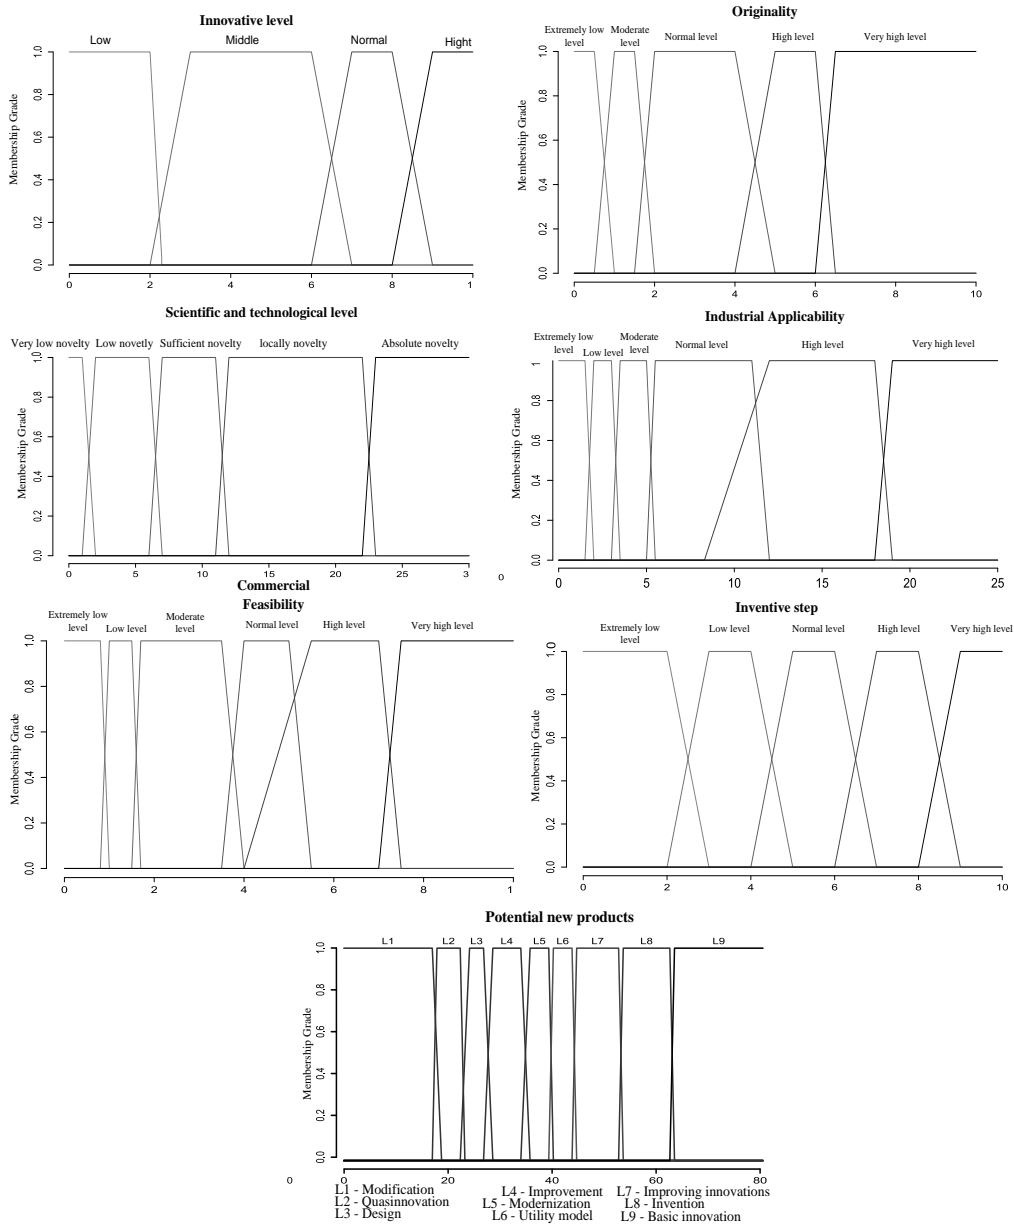 Innovative level
Low
Middle
Normal
Hight
Membership Grade
0.0 0.2 0.4 0.6 0.8 1.0
0 2 4 6 8 1
Originality
Extremely low
level
Moderate
level
Normal level
High level
Very high level
Membership Grade
0.0 0.2 0.4 0.6 0.8 1.0
0 2 4 6 8 10
Scientific and technological level
Very low novelty
Low novetly
Sufficient novelty
locally novelty
Absolute novelty
Membership Grade
0.0 0.2 0.4 0.6 0.8 1.0
0 5 10 15 20 25 3
Industrial Applicability
Extremely low
level
Low level
Moderate
level
Normal level
High level
Very high level
Membership Grade
0.0 0.2 0.4 0.6 0.8 1
0 5 10 15 20 25
0
Commercial
Feasibility
Extremely low
level
Low level
Moderate
level
Normal level
High level
Very high level
Membership Grade
0.0 0.2 0.4 0.6 0.8 1.0
0 2 4 6 8 1
Inventive step
Extremely low
level
Low level
Normal level
High level
Very high level
Membership Grade
0.0 0.2 0.4 0.6 0.8 1.0
0 2 4 6 8 10
Potential new products
L1 L2 L3 L4 L5 L6 L7 L8 L9
Membership Grade
0.0 0.2 0.4 0.6 0.8 1.0
0
0 20 40 60 80
L1 - Modification
L2 - Quasinnovation
L3 - Design
L4 - Improvement
L5 - Modernization
L6 - Utility model
L7 - Improving innovations
L8 - Invention
L9 - Basic innovation